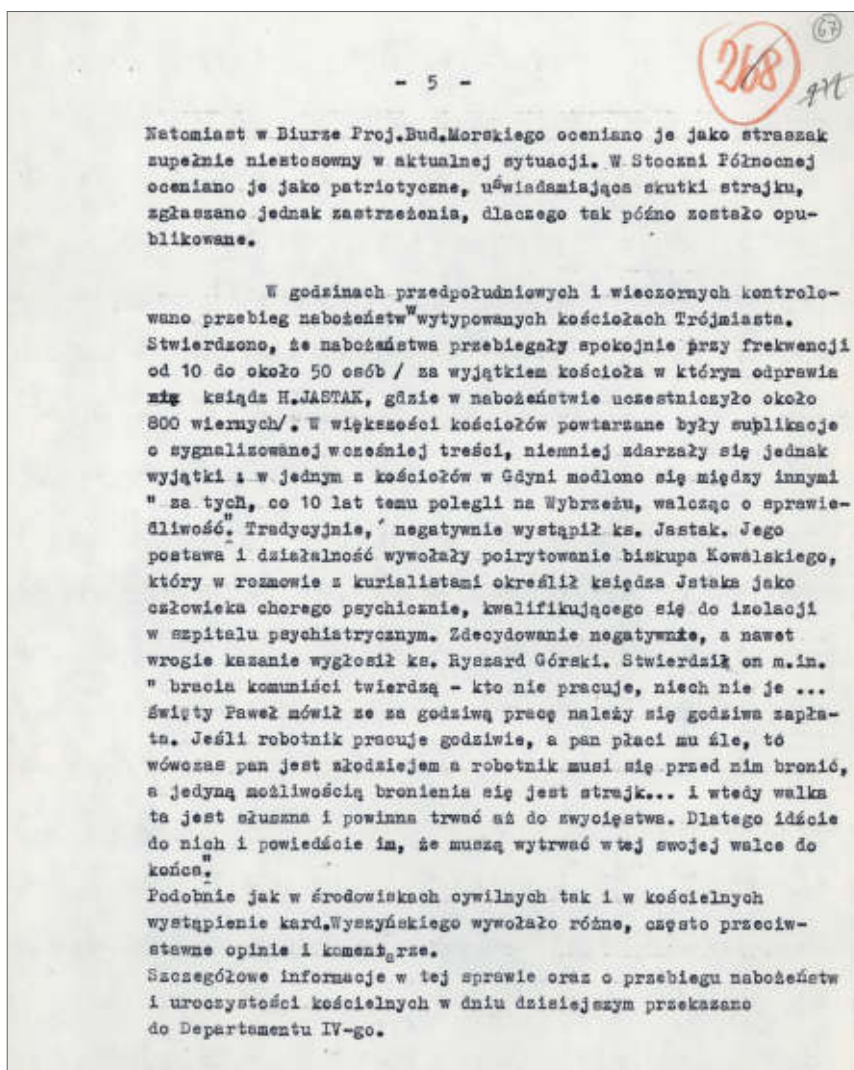 67
268
- 5 -
Natomiast w Biurze Proj.Bud.Morskiego oceniano je jako straszak
zupełnie niestosowny w aktualnej sytuacji. W Stoczni Północnej
oceniano je jako patriotyczne, uświadamiająca skutki strajku,
zgłaszano jednak zastrzeżenia, dlaczego tak późno zostało opu-
blikowane.
W godzinach przedpołudniowych i wieczornych kontrolo-
wano przebieg nabożeństw w wytypowanych kościołach Trójmiasta.
Stwierdzono, że nabożeństwa przebiegały spokojnie przy frekwencji
od 10 do około 50 osób / za wyjątkiem kościoła w którym odprawia
się księdz H.JASTAK, gdzie w nabożeństwie uczestniczyło około
800 wiernych/. W większości kościołów powtarzane były suplikacje
o sygnalizowanej wcześniej treści, niemniej zdarzały się jednak
wyjątki i w jednym z kościołów w Gdyni modlono się między innymi
" za tych, co 10 lat temu polegli na Wybrzeżu, walcząc o sprawie-
dliwość". Tradycyjnie, negatywnie wystąpił ks. Jastak. Jego
postawa i działalność wywołały poirytowanie biskupa Kowalskiego,
który w rozmowie z kurialistami określił księdza Jstaka jako
człowieka chorego psychicznie, kwalifikującego się do izolacji
w szpitalu psychiatrycznym. Zdecydowanie negatywnie, a nawet
wrogie kazanie wygłosił ks. Ryszard Górski. Stwierdził on m.in.
" bracia komuniści twierdzą - kto nie pracuje, niech nie je ...
święty Paweł mówił ze za godziwą pracę należy się godziwa zapła-
ta. Jeśli robotnik pracuje godziwie, a pan płaci mu źle, to
wówczas pan jest złodziejem a robotnik musi się przed nim bronić,
a jedyną możliwością bronienia się jest strajk... i wtedy walka
ta jest słuszna i powinna trwać aż do zwycięstwa. Dlatego idźcie
do nich i powiedzcie im, że muszą wytrwać w tej swojej walce do
końca".
Podobnie jak w środowiskach cywilnych tak i w kościelnych
wystąpienie kard.Wyszyńskiego wywołało różne, często przeciw-
stawne opinie i komentarze.
Szczegółowe informacje w tej sprawie oraz o przebiegu nabożeństw
i uroczystości kościelnych w dniu dzisiejszym przekazano
do Departamentu IV-go.